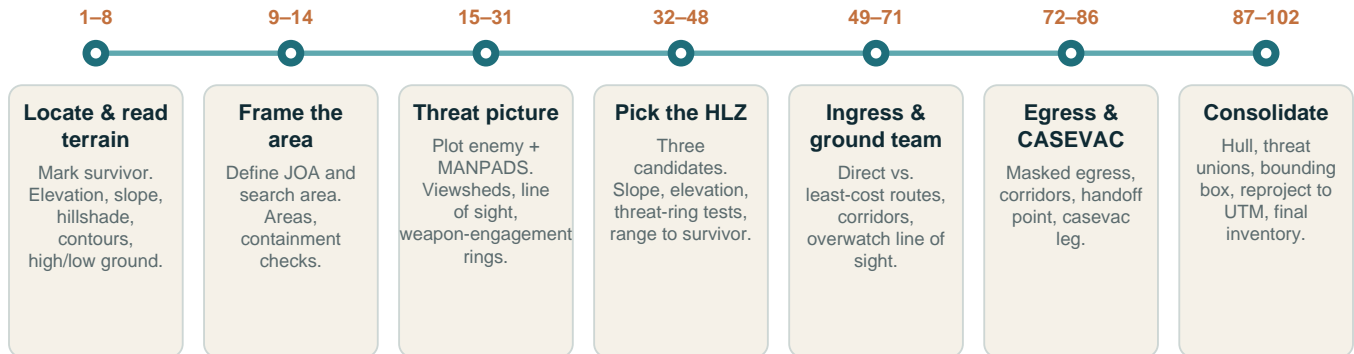 1–8
9–14
15–31
32–48
49–71
72–86
87–102
Locate & read
terrain
Mark survivor.
Elevation, slope,
hillshade,
contours,
high/low ground.
Frame the
area
Define JOA and
search area.
Areas,
containment
checks.
Threat picture
Plot enemy +
MANPADS.
Viewsheds, line
of sight,
weapon-engagement
rings.
Pick the HLZ
Three
candidates.
Slope, elevation,
threat-ring tests,
range to survivor.
Ingress &
ground team
Direct vs.
least-cost routes,
corridors,
overwatch line of
sight.
Egress &
CASEVAC
Masked egress,
corridors, handoff
point, casevac
leg.
Consolidate
Hull, threat
unions, bounding
box, reproject to
UTM, final
inventory.